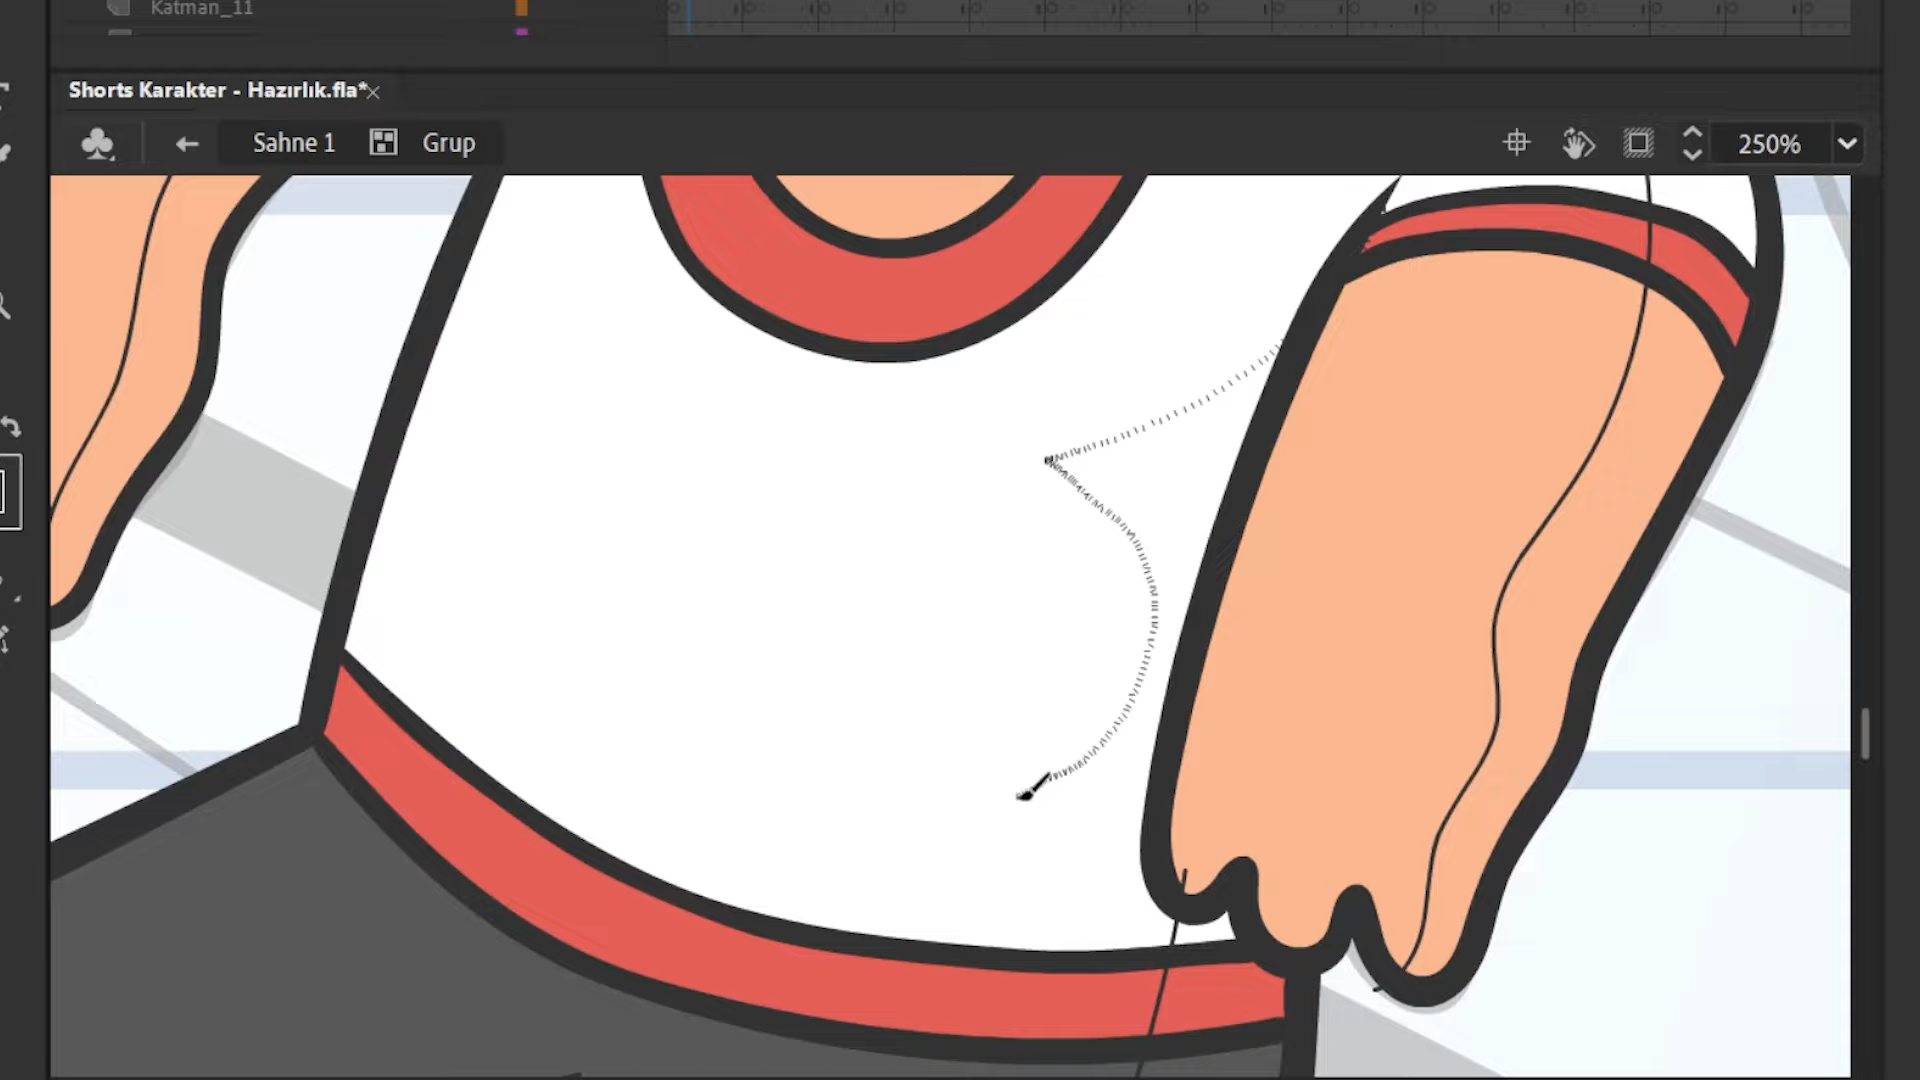 Katman_11
Shorts Karakter - Hazırlık.fla*
Sahne 1 Grup 250%